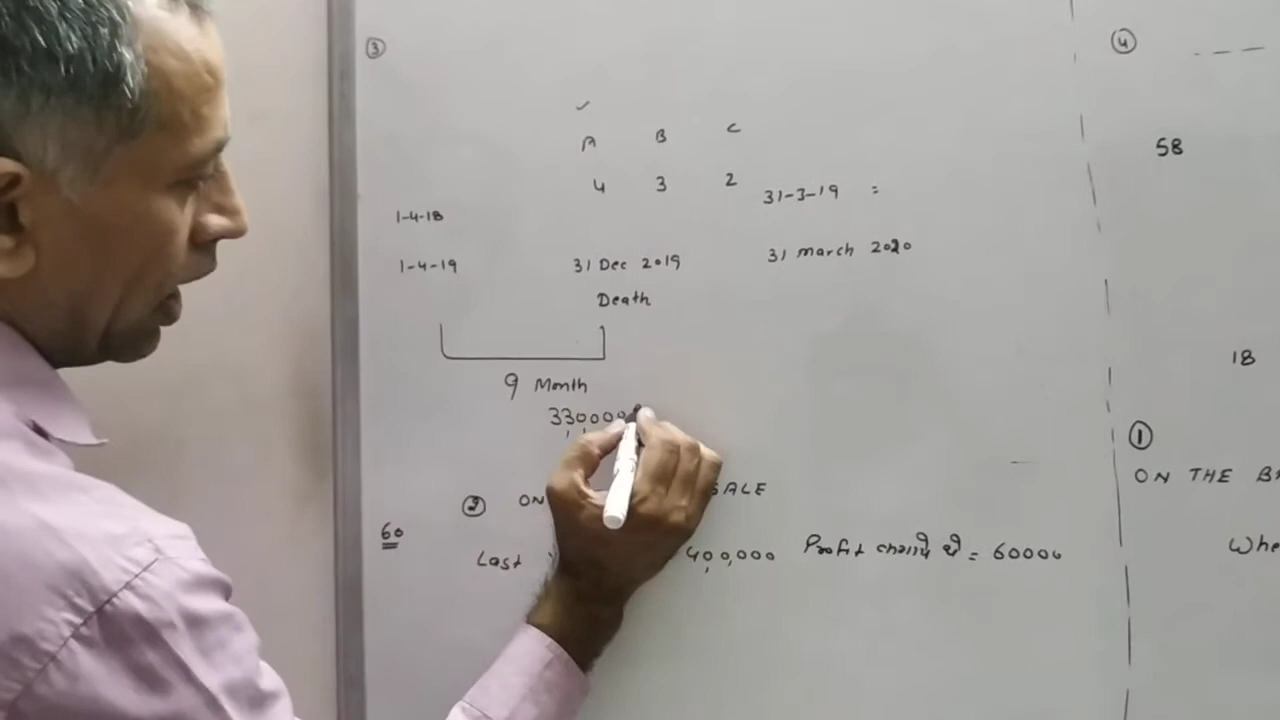 ③
④
✓
A B C
4 3 2
31-3-19 =
1-4-18
1-4-19 31 Dec 2019 31 March 2020
Death
9 Month
330000
② ON SALE
60
Last 400,000 Profit = 60000
58
18
①
ON THE BA
Whe